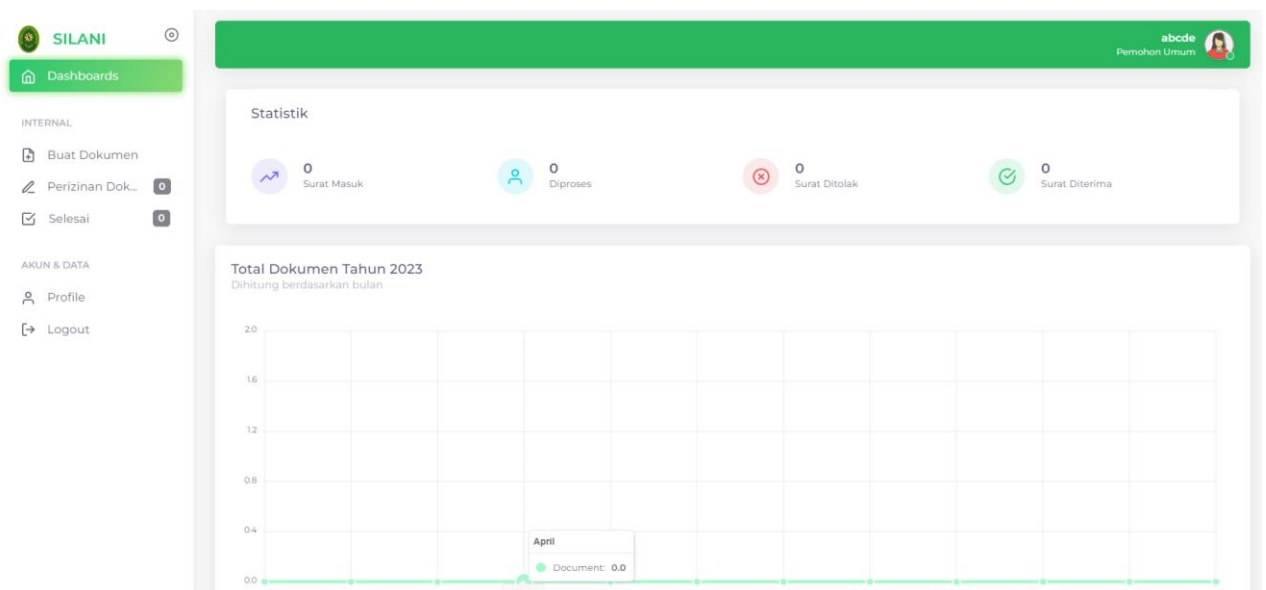 SILANI
Dashboards
INTERNAL
Buat Dokumen
Perizinan Dok... 0
Selesai 0
AKUN & DATA
Profile
Logout
abcde
Pemohon Umum
Statistik
0
Surat Masuk
0
Diproses
0
Surat Ditolak
0
Surat Diterima
Total Dokumen Tahun 2023
Dihitung berdasarkan bulan
2.0
1.6
1.2
0.8
0.4
0.0
April
Document: 0.0